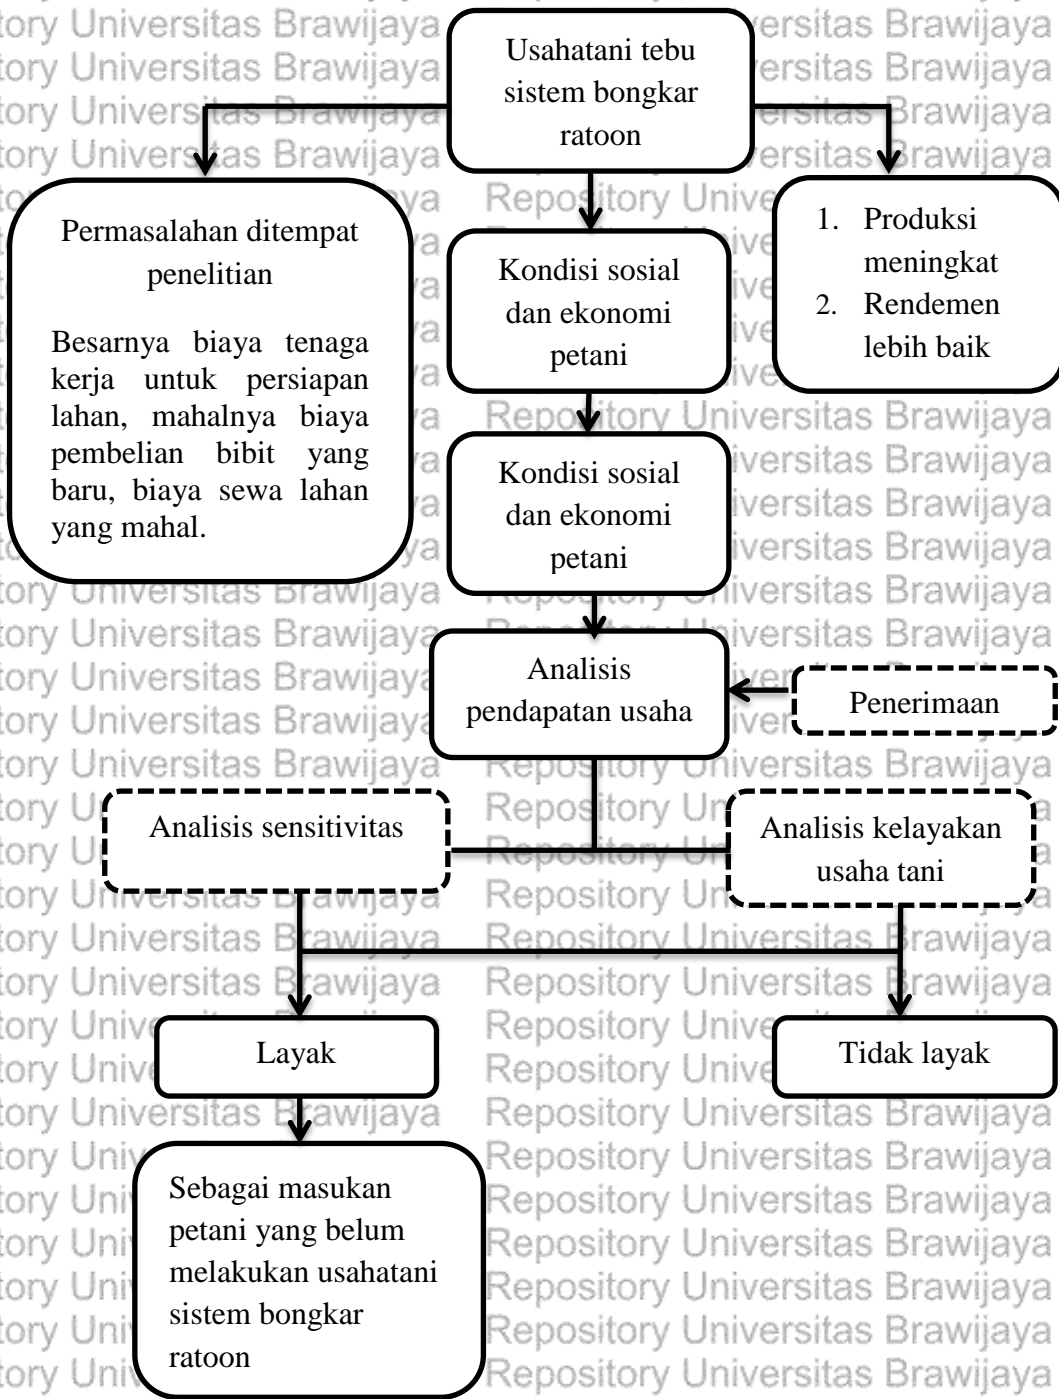 Usahatani tebu
sistem bongkar
ratoon
Permasalahan ditempat
penelitian
Besarnya biaya tenaga
kerja untuk persiapan
lahan, mahalnya biaya
pembelian bibit yang
baru, biaya sewa lahan
yang mahal.
Kondisi sosial
dan ekonomi
petani
1. Produksi
meningkat
2. Rendemen
lebih baik
Kondisi sosial
dan ekonomi
petani
Analisis
pendapatan usaha
Penerimaan
Analisis sensitivitas
Analisis kelayakan
usaha tani
Layak
Tidak layak
Sebagai masukan
petani yang belum
melakukan usahatani
sistem bongkar
ratoon
Repository Universitas Brawijaya